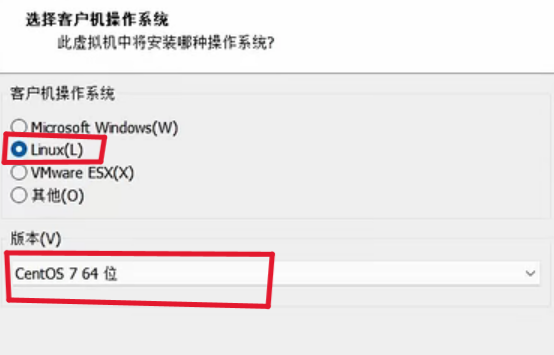 选择客户机操作系统
此虚拟机中将安装哪种操作系统?
客户机操作系统
Microsoft Windows(W)
Linux(L)
VMware ESX(X)
其他(O)
版本(V)
CentOS 7 64 位